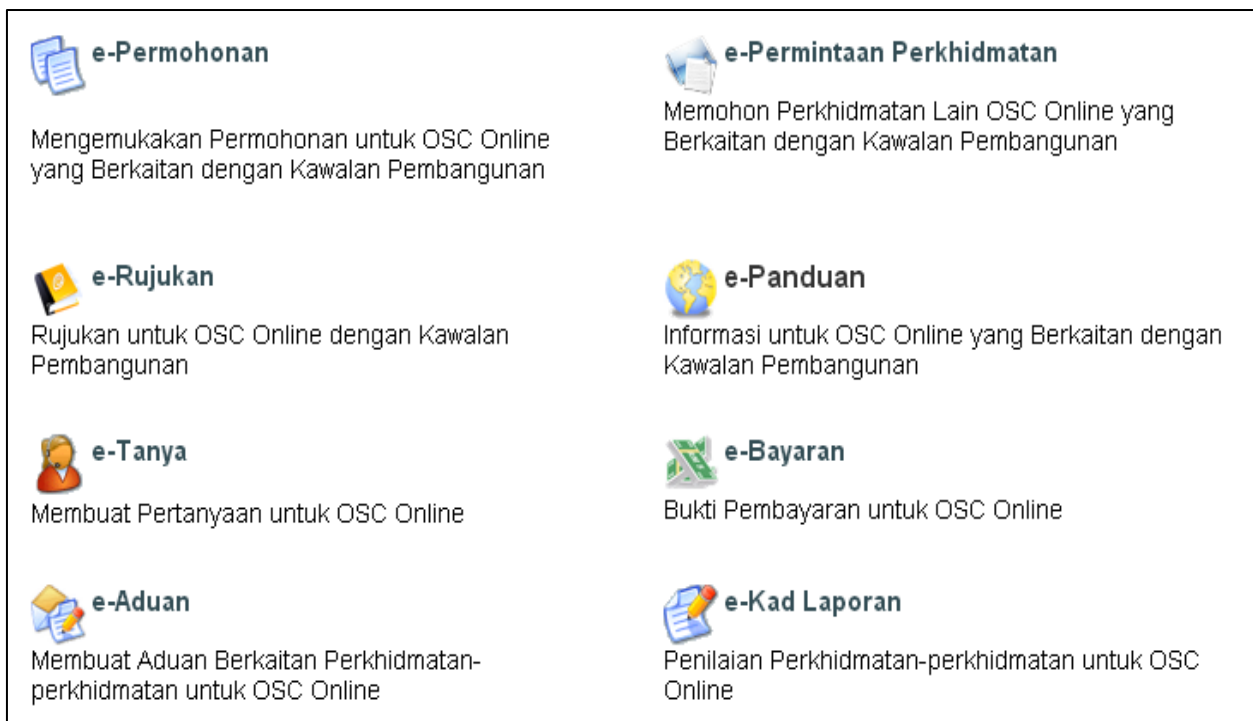 e-Permohonan
Mengemukakan Permohonan untuk OSC Online
yang Berkaitan dengan Kawalan Pembangunan
e-Permintaan Perkhidmatan
Memohon Perkhidmatan Lain OSC Online yang
Berkaitan dengan Kawalan Pembangunan
e-Rujukan
Rujukan untuk OSC Online dengan Kawalan
Pembangunan
e-Panduan
Informasi untuk OSC Online yang Berkaitan dengan
Kawalan Pembangunan
e-Tanya
Membuat Pertanyaan untuk OSC Online
e-Bayaran
Bukti Pembayaran untuk OSC Online
e-Aduan
Membuat Aduan Berkaitan Perkhidmatan-
perkhidmatan untuk OSC Online
e-Kad Laporan
Penilaian Perkhidmatan-perkhidmatan untuk OSC
Online